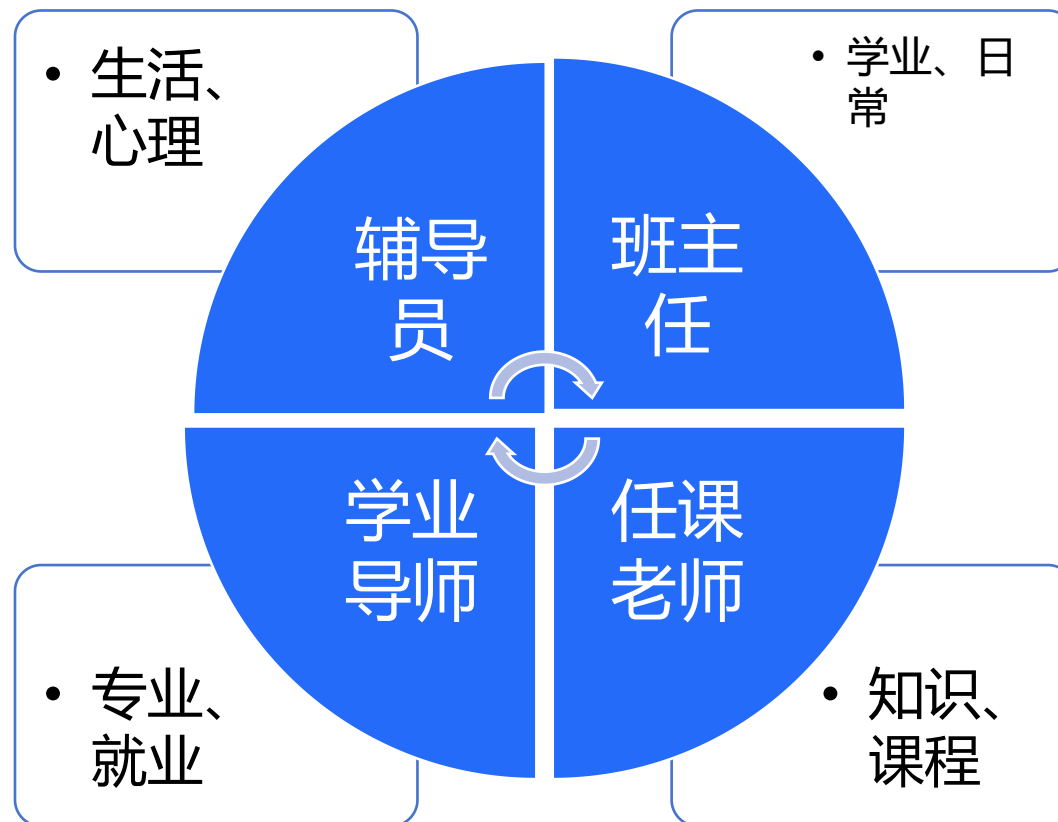 • 生活、
心理
• 学业、日
常
辅导
员
班主
任
学业
导师
任课
老师
• 专业、
就业
• 知识、
课程